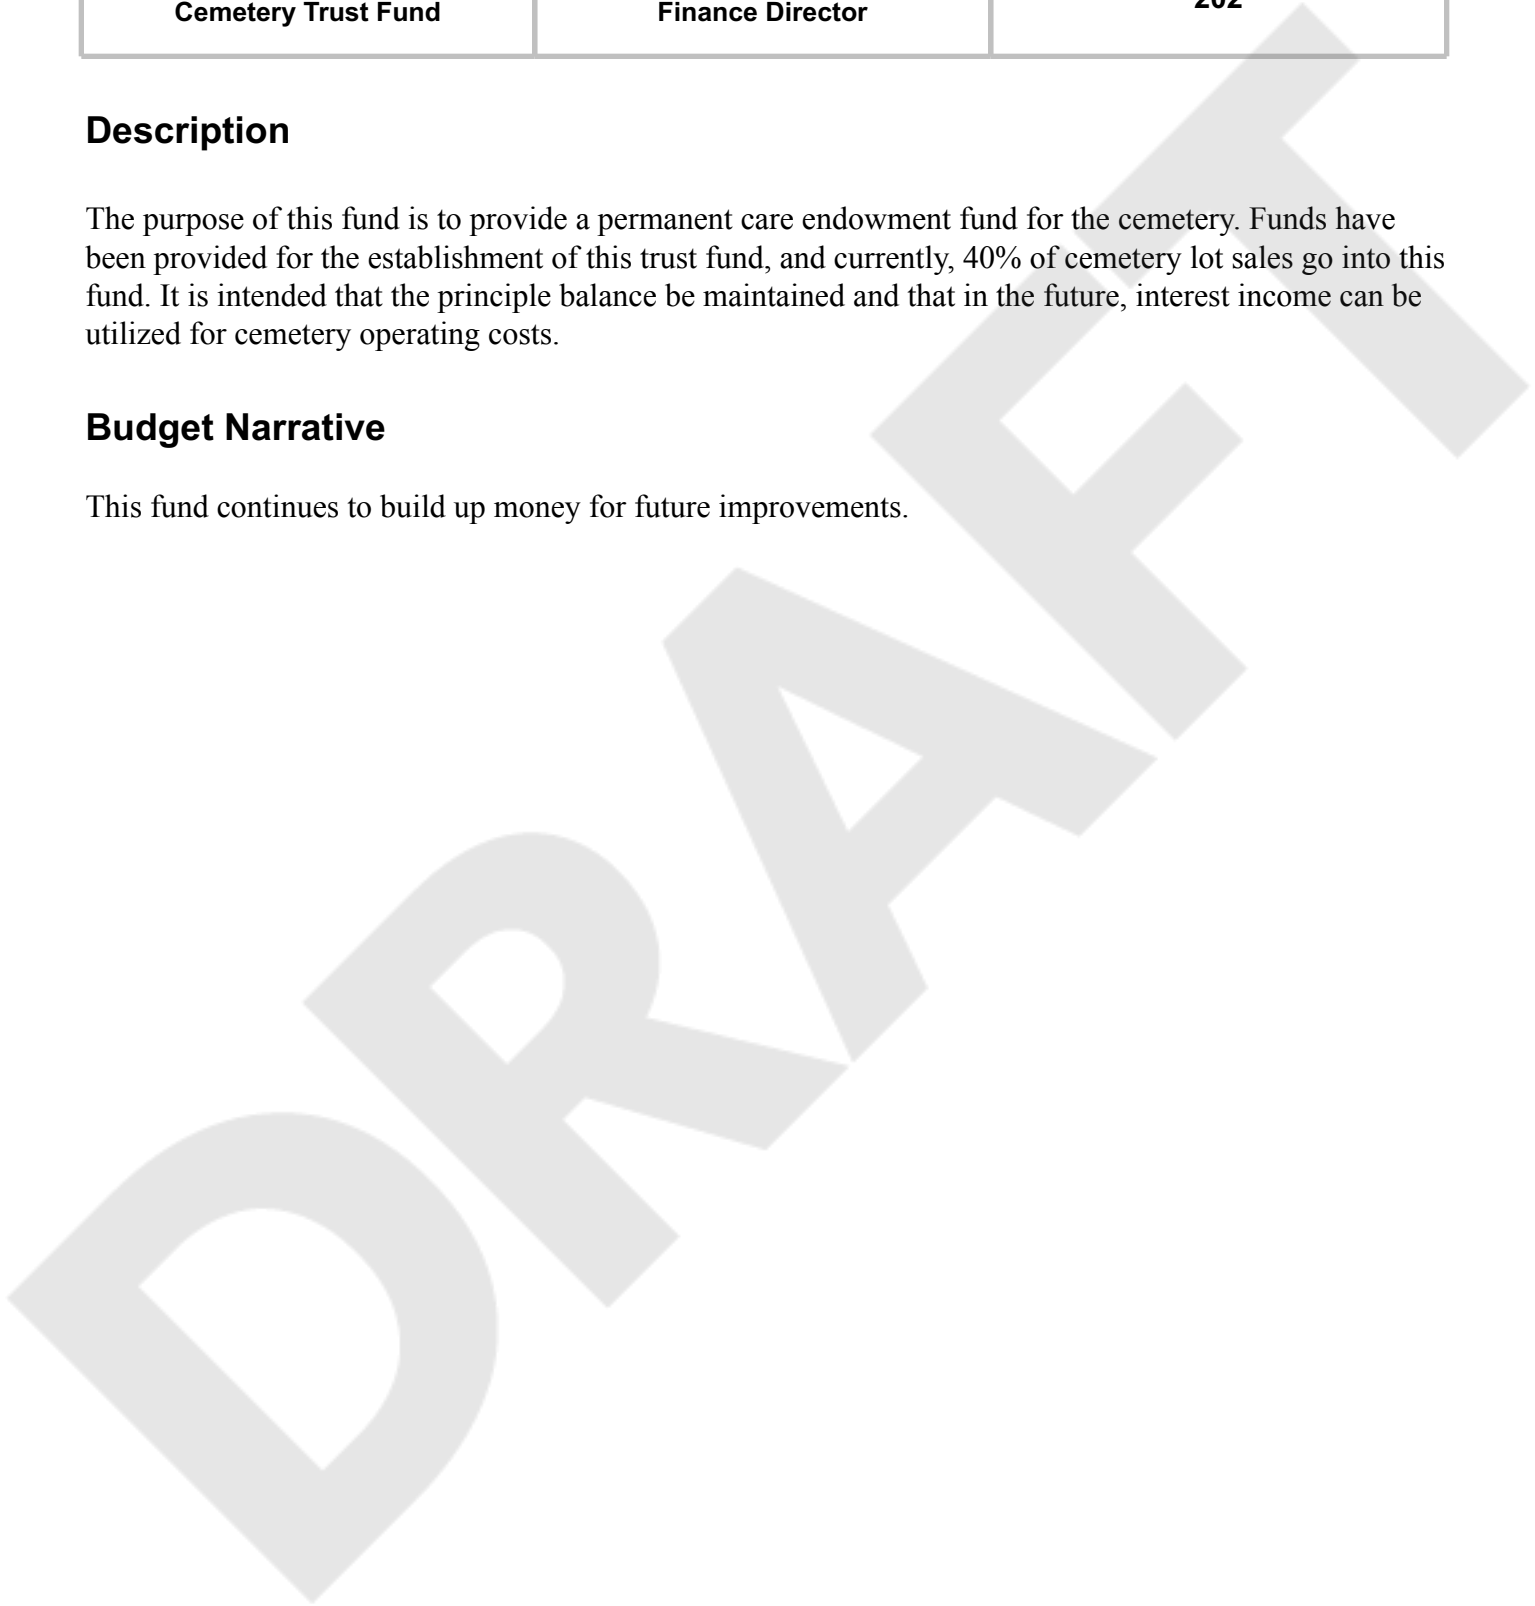 Cemetery Trust Fund Finance Director 202
Description
The purpose of this fund is to provide a permanent care endowment fund for the cemetery. Funds have
been provided for the establishment of this trust fund, and currently, 40% of cemetery lot sales go into this
fund. It is intended that the principle balance be maintained and that in the future, interest income can be
utilized for cemetery operating costs.
Budget Narrative
This fund continues to build up money for future improvements.
DRAFT